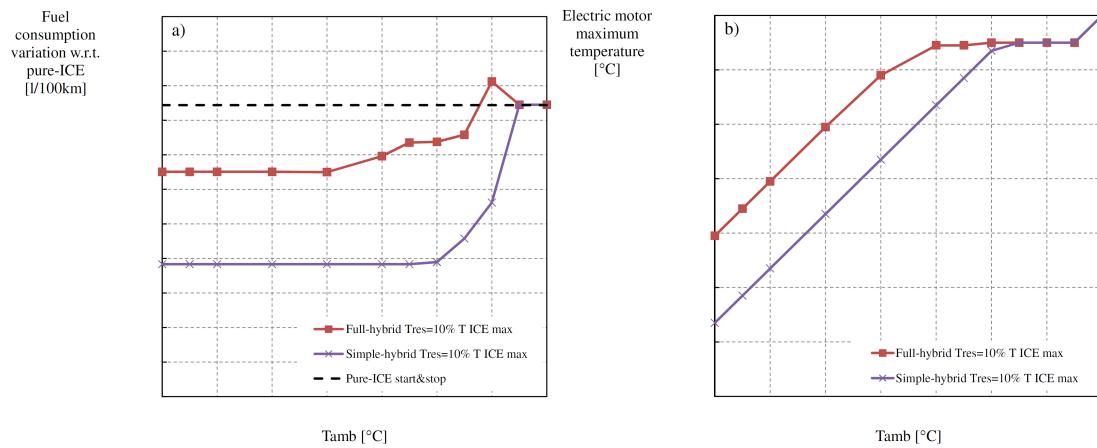 Fuel
consumption
variation w.r.t.
pure-ICE
[l/100km]
a)
Full-hybrid Tres=10% T ICE max
Simple-hybrid Tres=10% T ICE max
Pure-ICE start&stop
Tamb [°C]
Electric motor
maximum
temperature
[°C]
b)
Full-hybrid Tres=10% T ICE max
Simple-hybrid Tres=10% T ICE max
Tamb [°C]